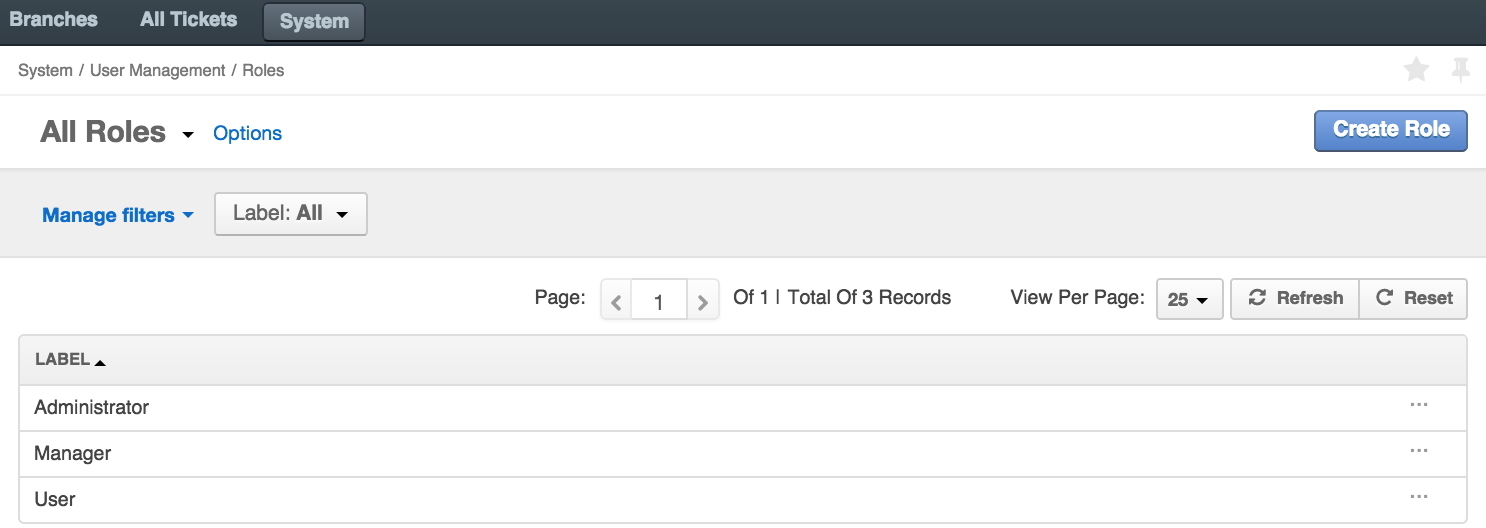 Branches All Tickets System
System / User Management / Roles
All Roles Options Create Role
Manage filters Label: All
Page: 1 Of 1 | Total Of 3 Records View Per Page: 25 Refresh Reset
LABEL
Administrator ...
Manager ...
User ...